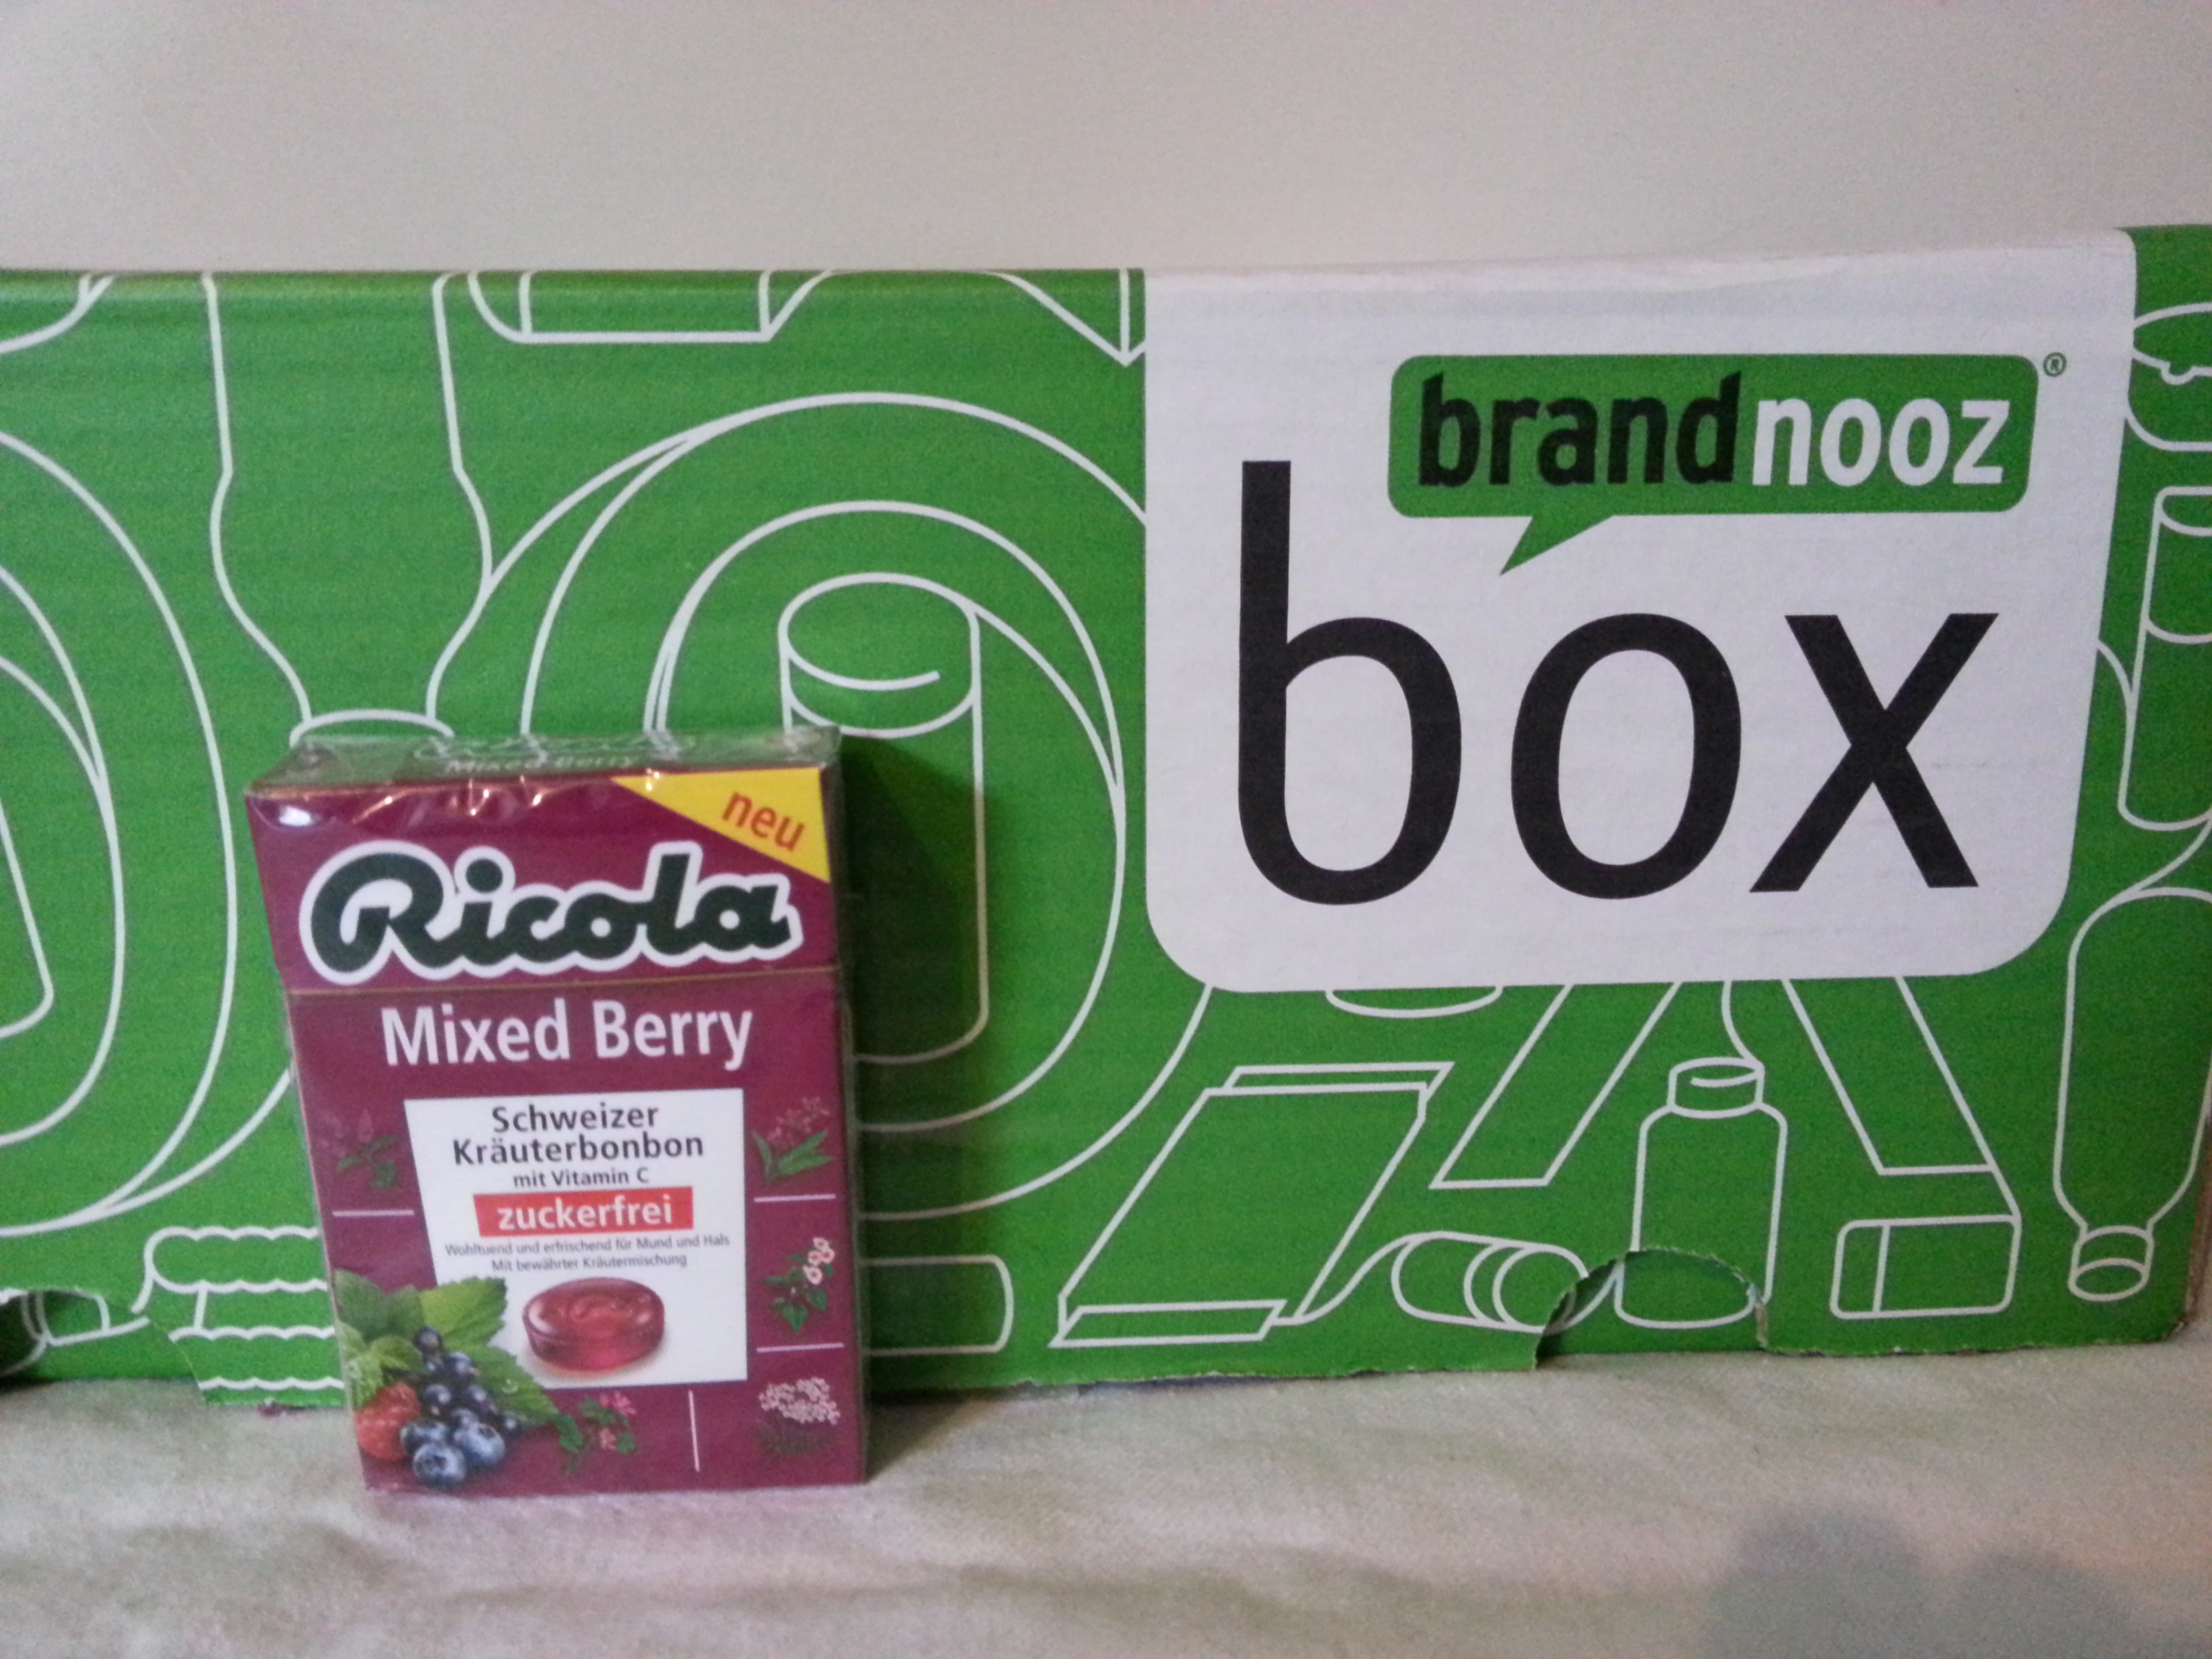 brandnooz®
box
Mixed Berry
neu
Ricola
Mixed Berry
Schweizer
Kräuterbonbon
mit Vitamin C
zuckerfrei
Wohltuend und erfrischend für Mund und Hals
Mit bewährter Kräutermischung